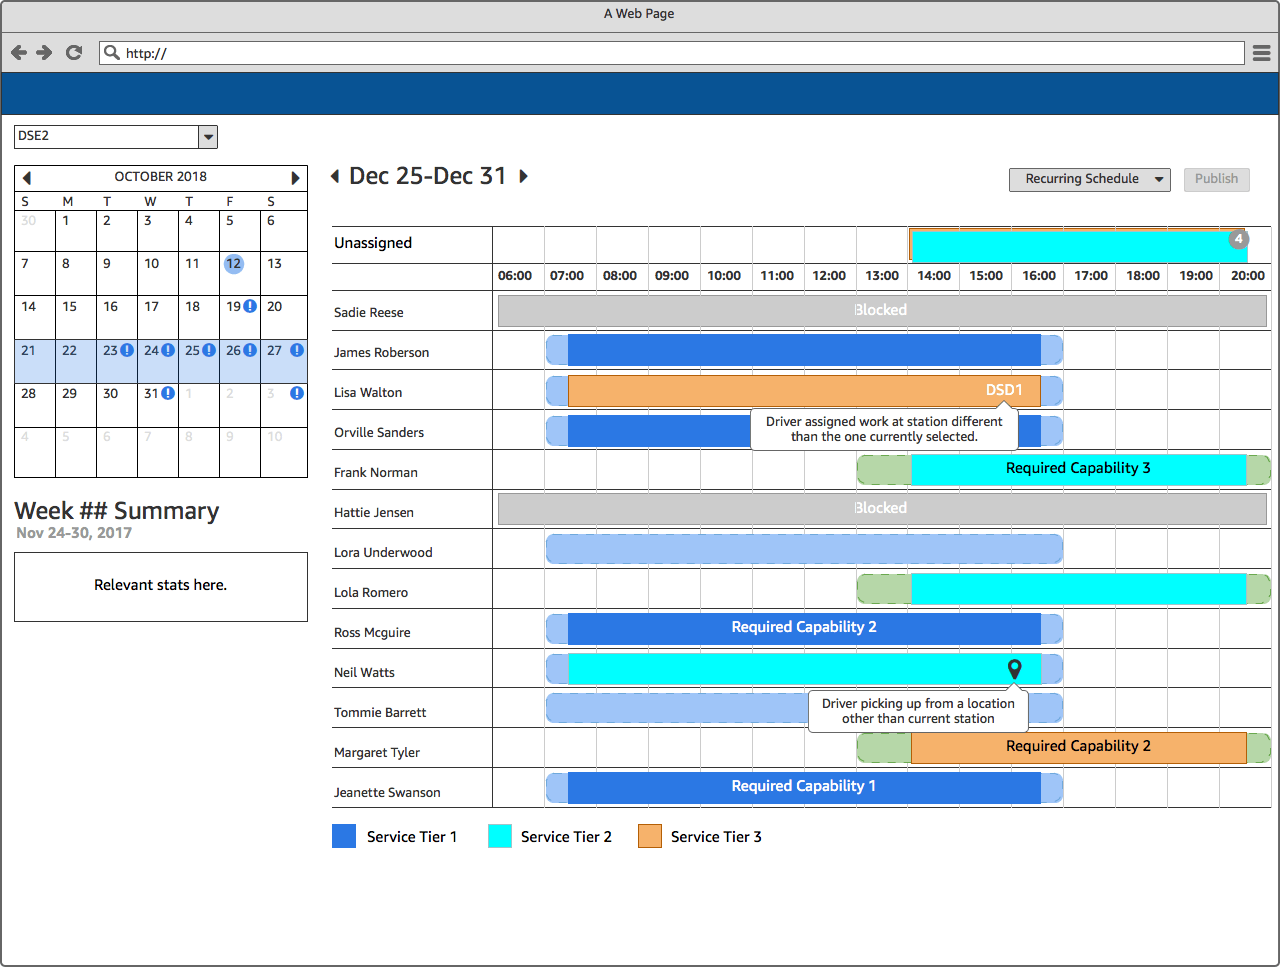 A Web Page
http://
DSE2
OCTOBER 2018
S M T W T F S
30 1 2 3 4 5 6
7 8 9 10 11 12 13
14 15 16 17 18 19 20
21 22 23 24 25 26 27
28 29 30 31 1 2 3
4 5 6 7 8 9 10
Week ## Summary
Nov 24-30, 2017
Relevant stats here.
Dec 25-Dec 31
Recurring Schedule
Publish
Unassigned
4
06:00 07:00 08:00 09:00 10:00 11:00 12:00 13:00 14:00 15:00 16:00 17:00 18:00 19:00 20:00
Sadie Reese
Blocked
James Roberson
Lisa Walton
DSD1
Driver assigned work at station different
than the one currently selected.
Orville Sanders
Frank Norman
Required Capability 3
Hattie Jensen
Blocked
Lora Underwood
Lola Romero
Ross Mcguire
Required Capability 2
Neil Watts
Driver picking up from a location
other than current station
Tommie Barrett
Margaret Tyler
Required Capability 2
Jeanette Swanson
Required Capability 1
Service Tier 1
Service Tier 2
Service Tier 3